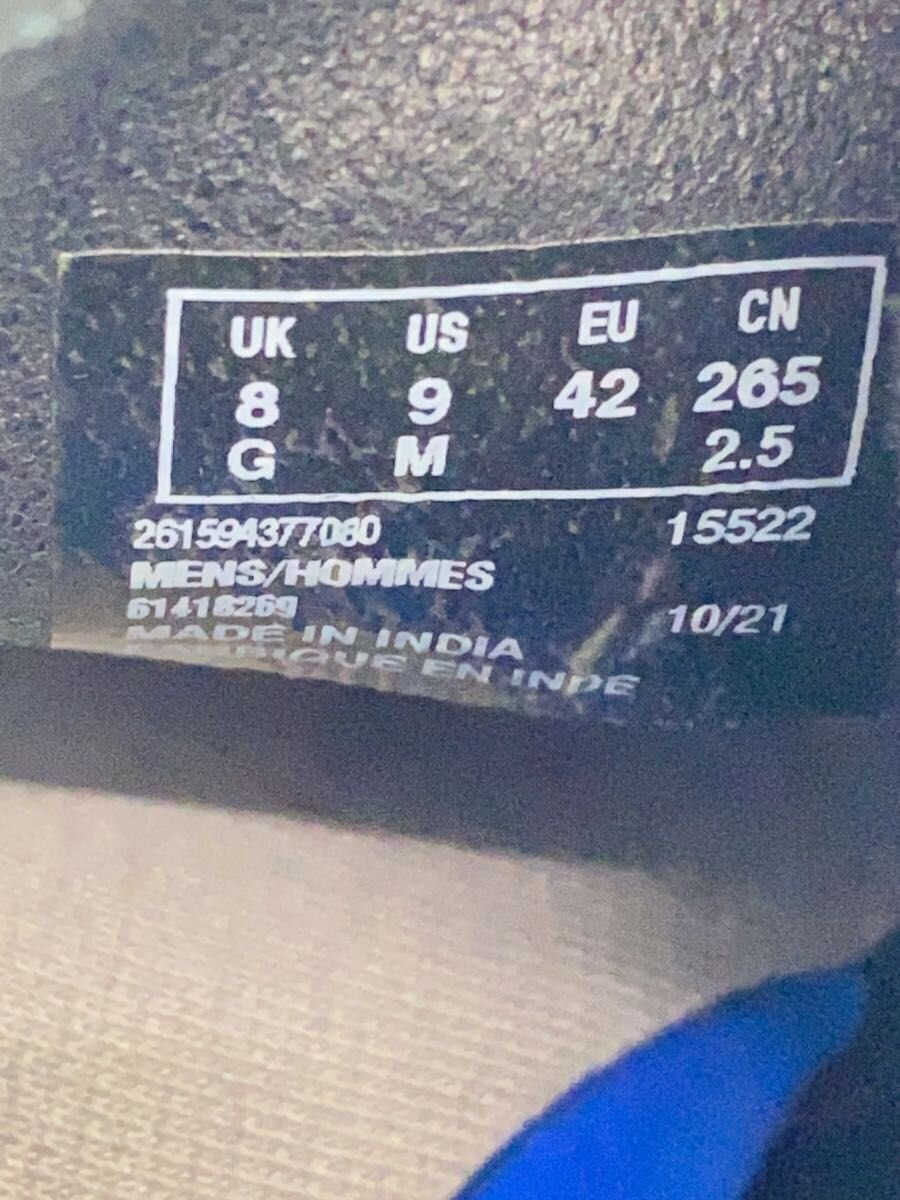 UK US EU CN
8 9 42 265
G M 2.5
261594377080 15522
MENS/HOMMES
61418269 10/21
MADE IN INDIA
EN INDE